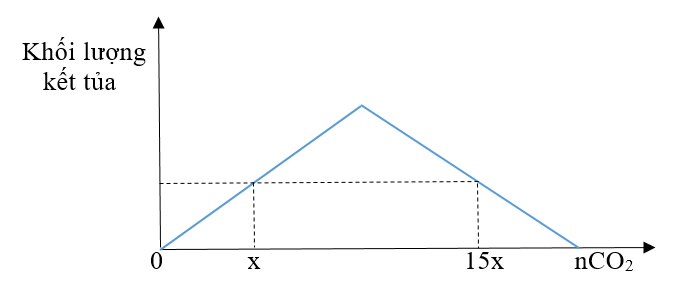 Khối lượng
kết tủa
0 x 15x nCO₂